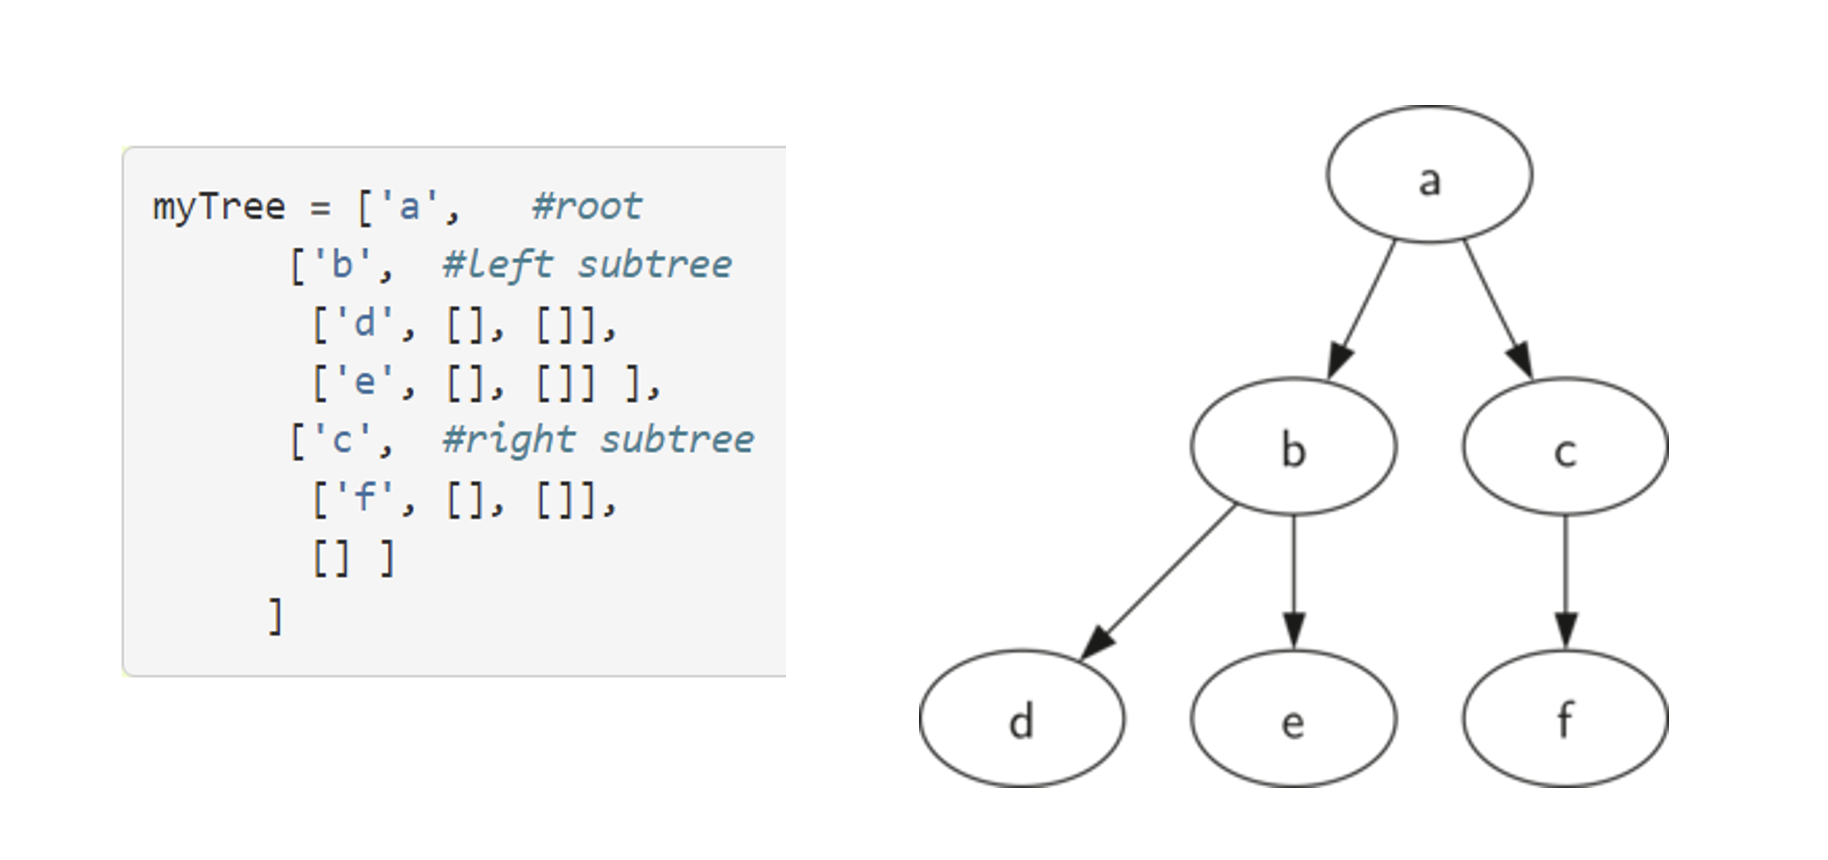 myTree = ['a',   #root
['b',  #left subtree
['d', [], []],
['e', [], []] ],
['c',  #right subtree
['f', [], []],
[] ]
]
a
b
c
d
e
f